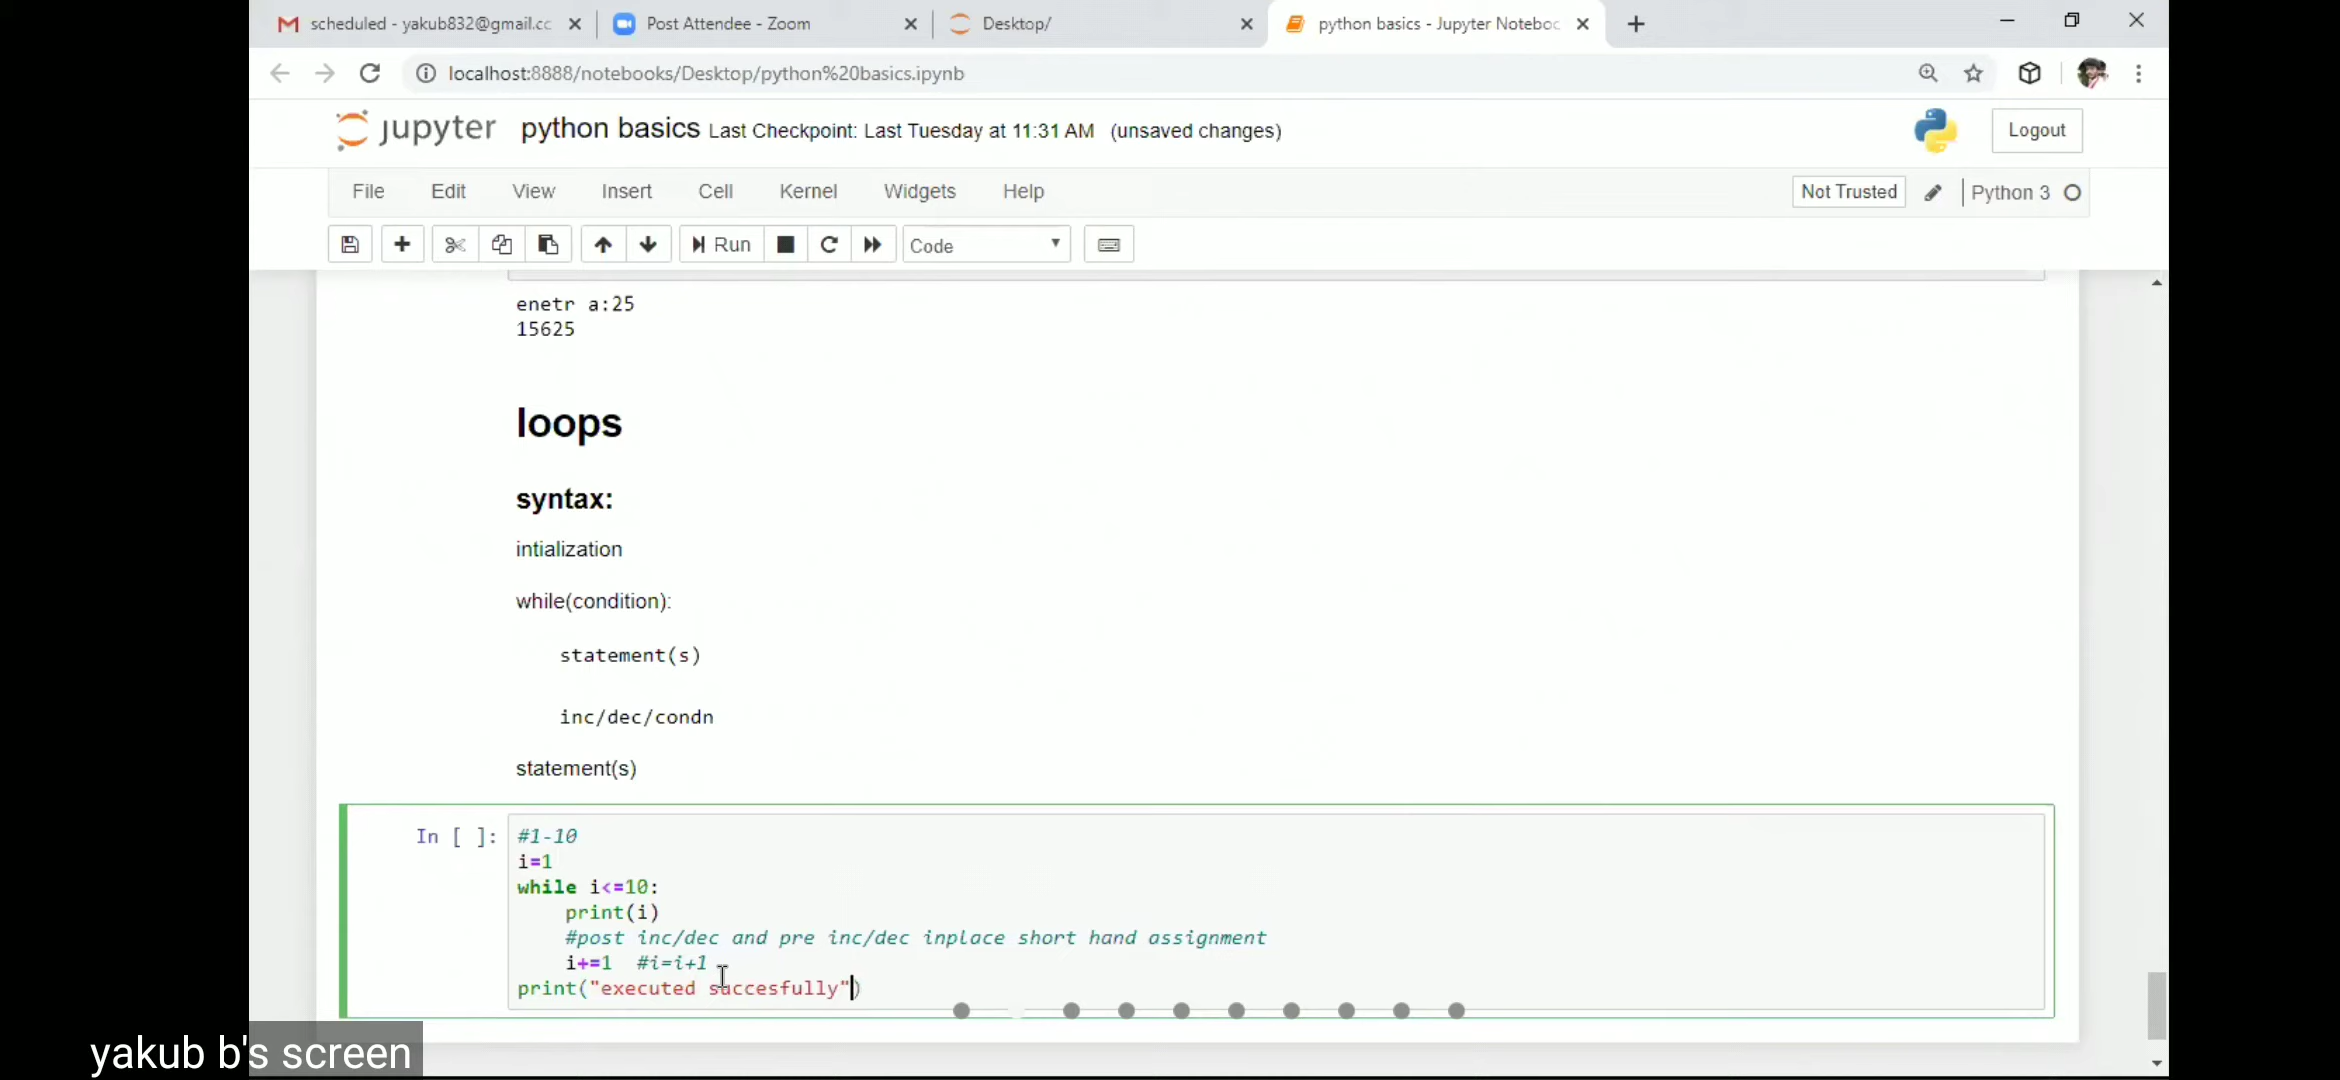 scheduled - yakub832@gmail.cc
Post Attendee - Zoom
Desktop/
python basics - Jupyter Noteboo
localhost:8888/notebooks/Desktop/python%20basics.ipynb
jupyter python basics Last Checkpoint: Last Tuesday at 11:31 AM (unsaved changes)
Logout
File Edit View Insert Cell Kernel Widgets Help
Not Trusted
Python 3
Run
Code
enetr a:25
15625
loops
syntax:
intialization
while(condition):
statement(s)
inc/dec/condn
statement(s)
In [ ]:
#1-10
i=1
while i<=10:
print(i)
#post inc/dec and pre inc/dec inplace short hand assignment
i+=1 #i=i+1
print("executed succesfully")
yakub b's screen